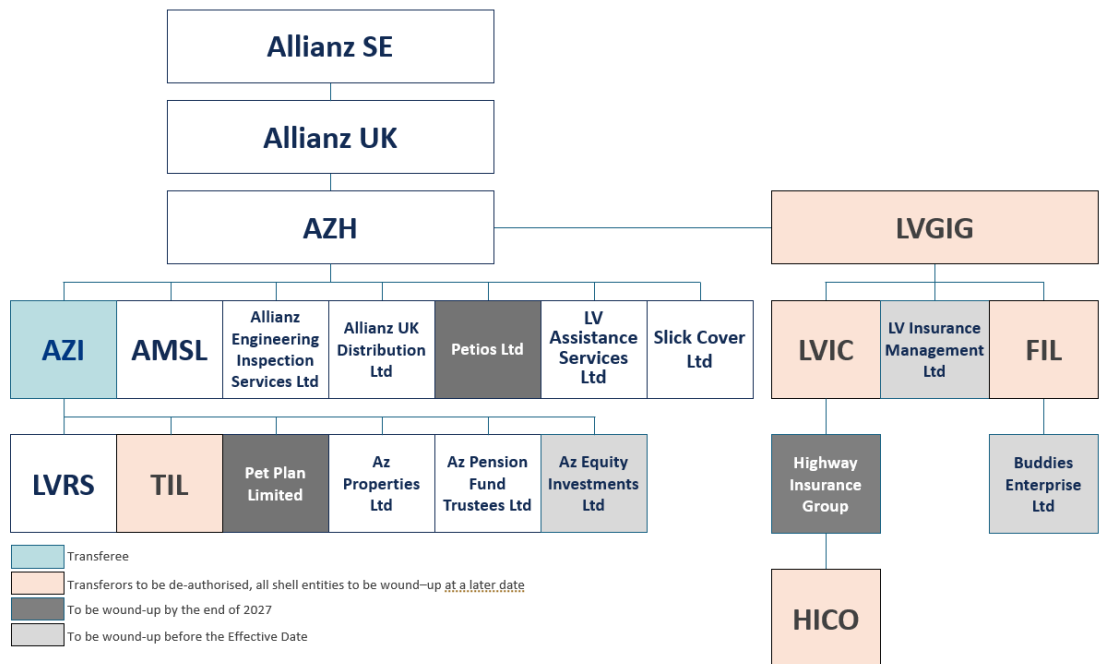 Allianz SE
Allianz UK
AZH
LVGIG
AZI
AMSL
Allianz
Engineering
Inspection
Services Ltd
Allianz UK
Distribution
Ltd
Petios Ltd
LV
Assistance
Services
Ltd
Slick Cover
Ltd
LVIC
LV Insurance
Management
Ltd
FIL
LVRS
TIL
Pet Plan
Limited
Az
Properties
Ltd
Az Pension
Fund
Trustees Ltd
Az Equity
Investments
Ltd
Highway
Insurance
Group
Buddies
Enterprise
Ltd
HICO
Transferee
Transferors to be de-authorised, all shell entities to be wound–up at a later date
To be wound-up by the end of 2027
To be wound-up before the Effective Date